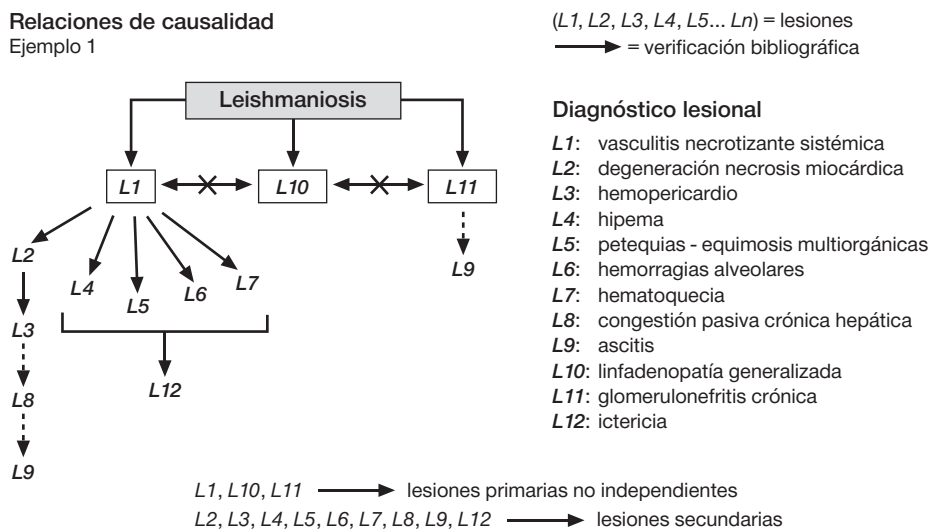 Relaciones de causalidad
Ejemplo 1
(L1, L2, L3, L4, L5... Ln) = lesiones
= verificación bibliográfica
Leishmaniosis
L1
L10
L11
L2
L4
L5
L6
L7
L9
L3
L12
L8
L9
Diagnóstico lesional
L1: vasculitis necrotizante sistémica
L2: degeneración necrosis miocárdica
L3: hemopericardio
L4: hipema
L5: petequias - equimosis multiorgánicas
L6: hemorragias alveolares
L7: hematoquecia
L8: congestión pasiva crónica hepática
L9: ascitis
L10: linfadenopatía generalizada
L11: glomerulonefritis crónica
L12: ictericia
L1, L10, L11 lesiones primarias no independientes
L2, L3, L4, L5, L6, L7, L8, L9, L12 lesiones secundarias